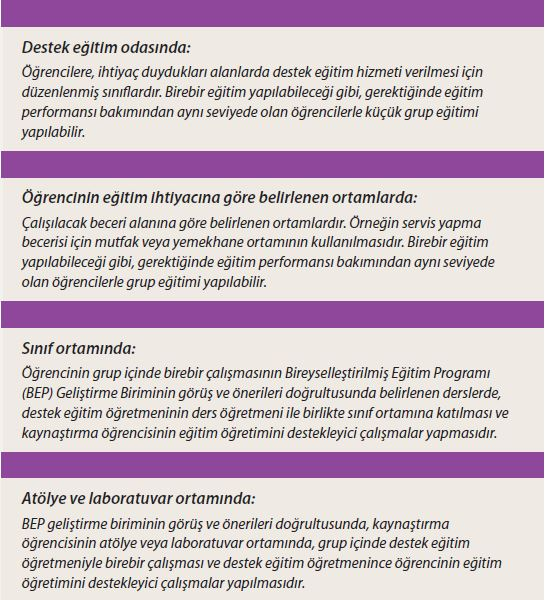 Destek eğitim odasında:
Öğrencilere, ihtiyaç duydukları alanlarda destek eğitim hizmeti verilmesi için
düzenlenmiş sınıflardır. Birebir eğitim yapılabileceği gibi, gerektiğinde eğitim
performansı bakımından aynı seviyede olan öğrencilerle küçük grup eğitimi
yapılabilir.
Öğrencinin eğitim ihtiyacına göre belirlenen ortamlarda:
Çalışılacak beceri alanına göre belirlenen ortamlardır. Örneğin servis yapma
becerisi için mutfak veya yemekhane ortamının kullanılmasıdır. Birebir eğitim
yapılabileceği gibi, gerektiğinde eğitim performansı bakımından aynı seviyede
olan öğrencilerle grup eğitimi yapılabilir.
Sınıf ortamında:
Öğrencinin grup içinde birebir çalışmasının Bireyselleştirilmiş Eğitim Programı
(BEP) Geliştirme Biriminin görüş ve önerileri doğrultusunda belirlenen derslerde,
destek eğitim öğretmeninin ders öğretmeni ile birlikte sınıf ortamına katılması ve
kaynaştırma öğrencisinin eğitim öğretimini destekleyici çalışmalar yapmasıdır.
Atölye ve laboratuvar ortamında:
BEP geliştirme biriminin görüş ve önerileri doğrultusunda, kaynaştırma
öğrencisinin atölye veya laboratuvar ortamında, grup içinde destek eğitim
öğretmeniyle birebir çalışması ve destek eğitim öğretmenince öğrencinin eğitim
öğretimini destekleyici çalışmalar yapılmasıdır.